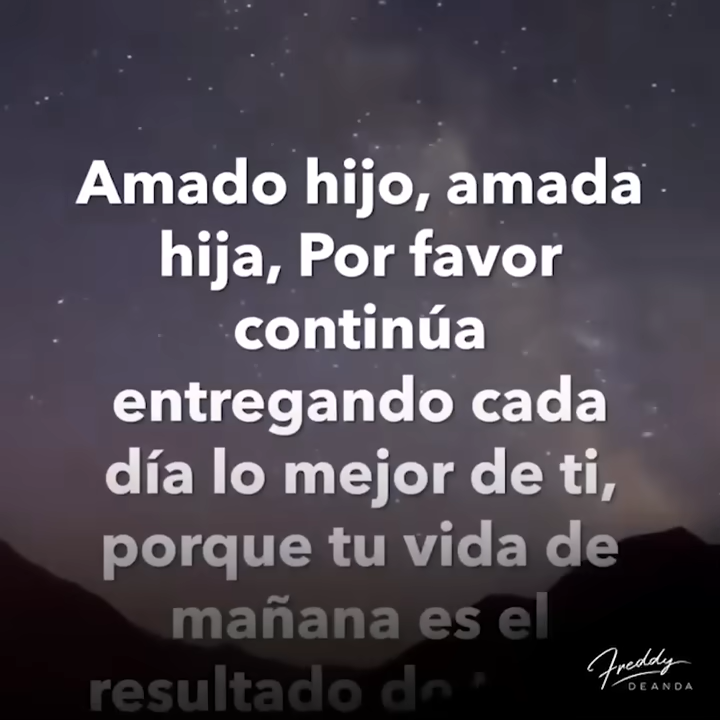 Amado hijo, amada
hija, Por favor
continúa
entregando cada
día lo mejor de ti,
porque tu vida de
mañana es el
resultado de
Freddy
DEANDA